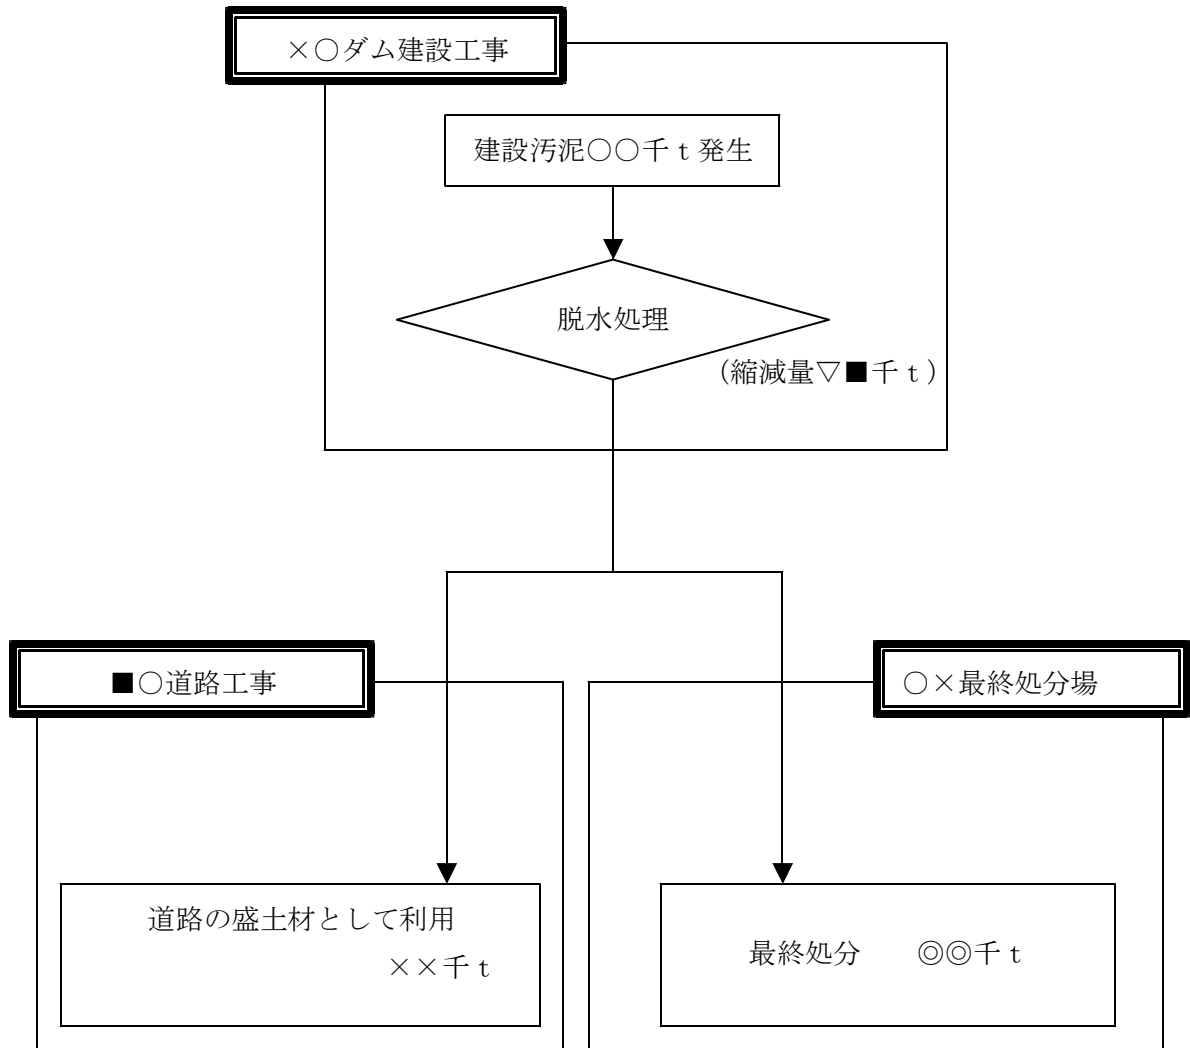 ×○ダム建設工事
建設汚泥○○千ｔ発生
脱水処理
(縮減量▽■千ｔ)
■○道路工事
○×最終処分場
道路の盛土材として利用
××千ｔ
最終処分　　◎◎千ｔ